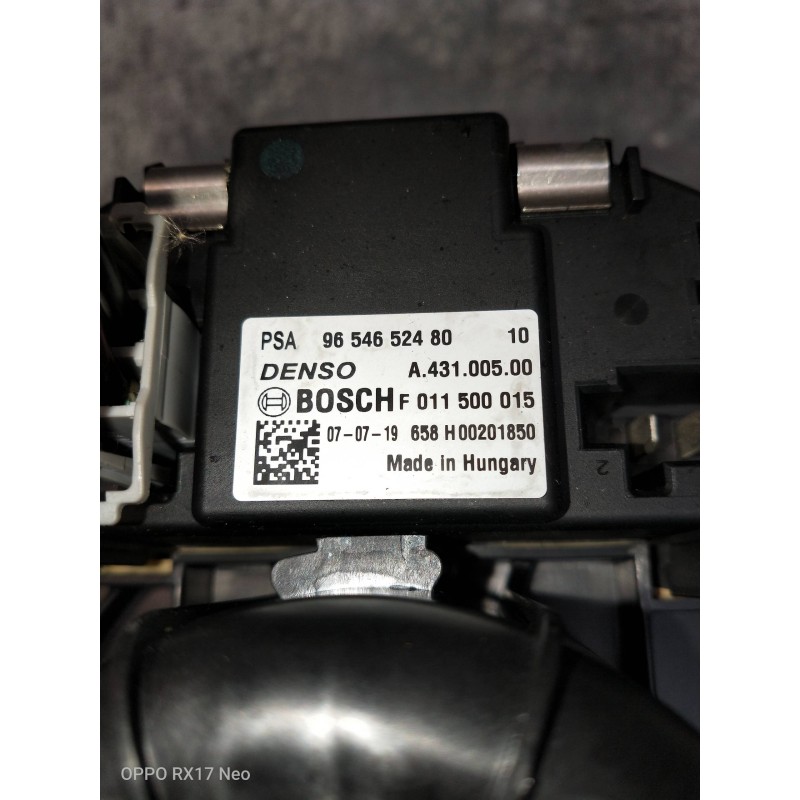 PSA 96 546 524 80 10
DENSO A.431.005.00
BOSCH F 011 500 015
07-07-19 658 H00201850
Made in Hungary
2
OPPO RX17 Neo